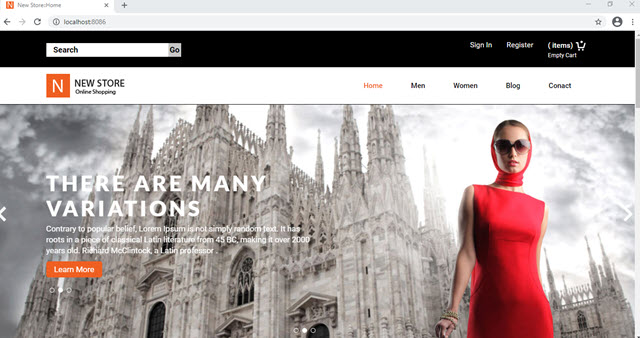 New Store:Home
localhost:8086
Search
Go
Sign In
Register
( items)
Empty Cart
N
NEW STORE
Online Shopping
Home
Men
Women
Blog
Conact
THERE ARE MANY
VARIATIONS
Contrary to popular belief, Lorem Ipsum is not simply random text. It has
roots in a piece of classical Latin literature from 45 BC, making it over 2000
years old. Richard McClintock, a Latin professor .
Learn More